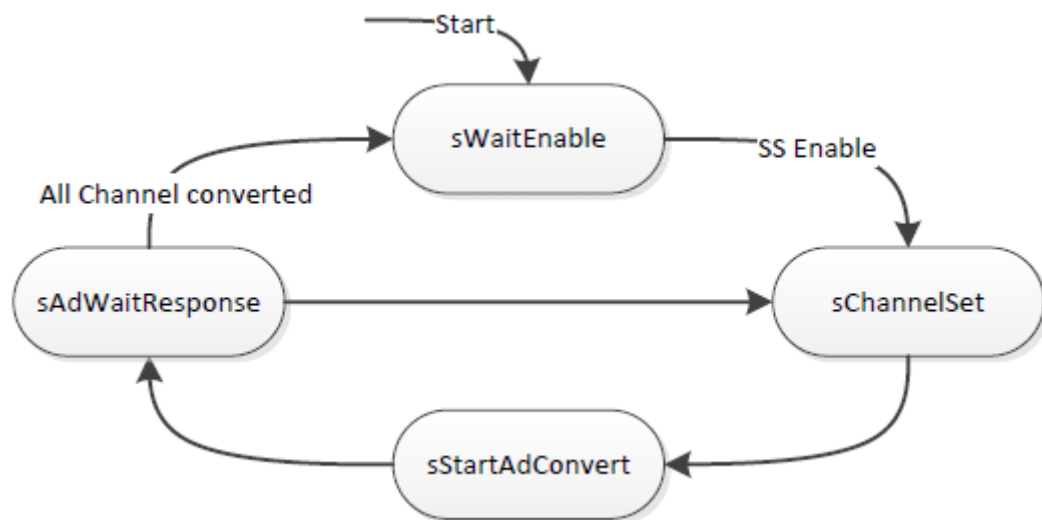 Start
sWaitEnable
SS Enable
All Channel converted
sAdWaitResponse
sChannelSet
sStartAdConvert